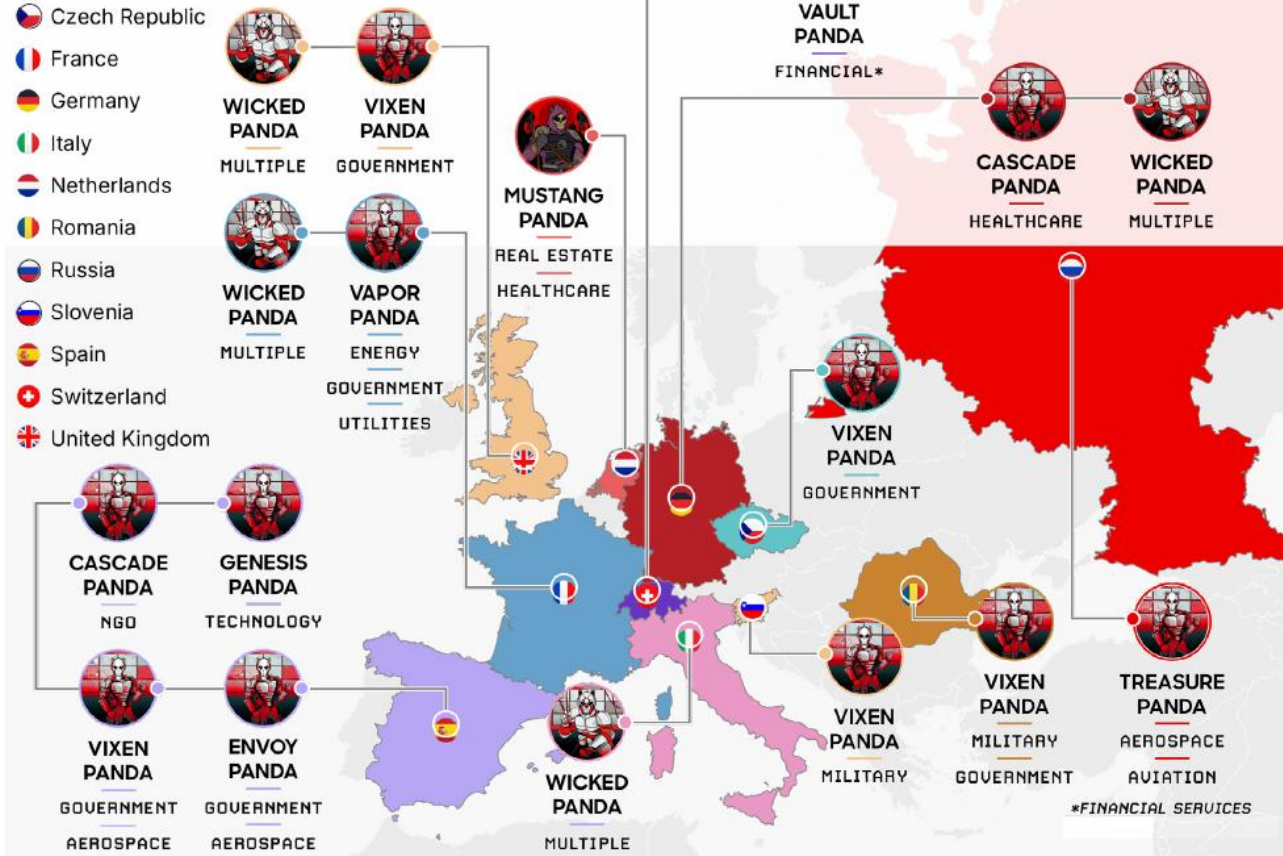 Czech Republic
France
Germany
Italy
Netherlands
Romania
Russia
Slovenia
Spain
Switzerland
United Kingdom
WICKED
PANDA
MULTIPLE
VIXEN
PANDA
GOVERNMENT
WICKED
PANDA
MULTIPLE
VAPOR
PANDA
ENERGY
GOVERNMENT
UTILITIES
MUSTANG
PANDA
REAL ESTATE
HEALTHCARE
VAULT
PANDA
FINANCIAL*
CASCADE
PANDA
HEALTHCARE
WICKED
PANDA
MULTIPLE
VIXEN
PANDA
GOVERNMENT
CASCADE
PANDA
NGO
GENESIS
PANDA
TECHNOLOGY
VIXEN
PANDA
GOVERNMENT
AEROSPACE
ENVOY
PANDA
GOVERNMENT
AEROSPACE
WICKED
PANDA
MULTIPLE
VIXEN
PANDA
MILITARY
VIXEN
PANDA
MILITARY
GOVERNMENT
TREASURE
PANDA
AEROSPACE
AVIATION
*FINANCIAL SERVICES